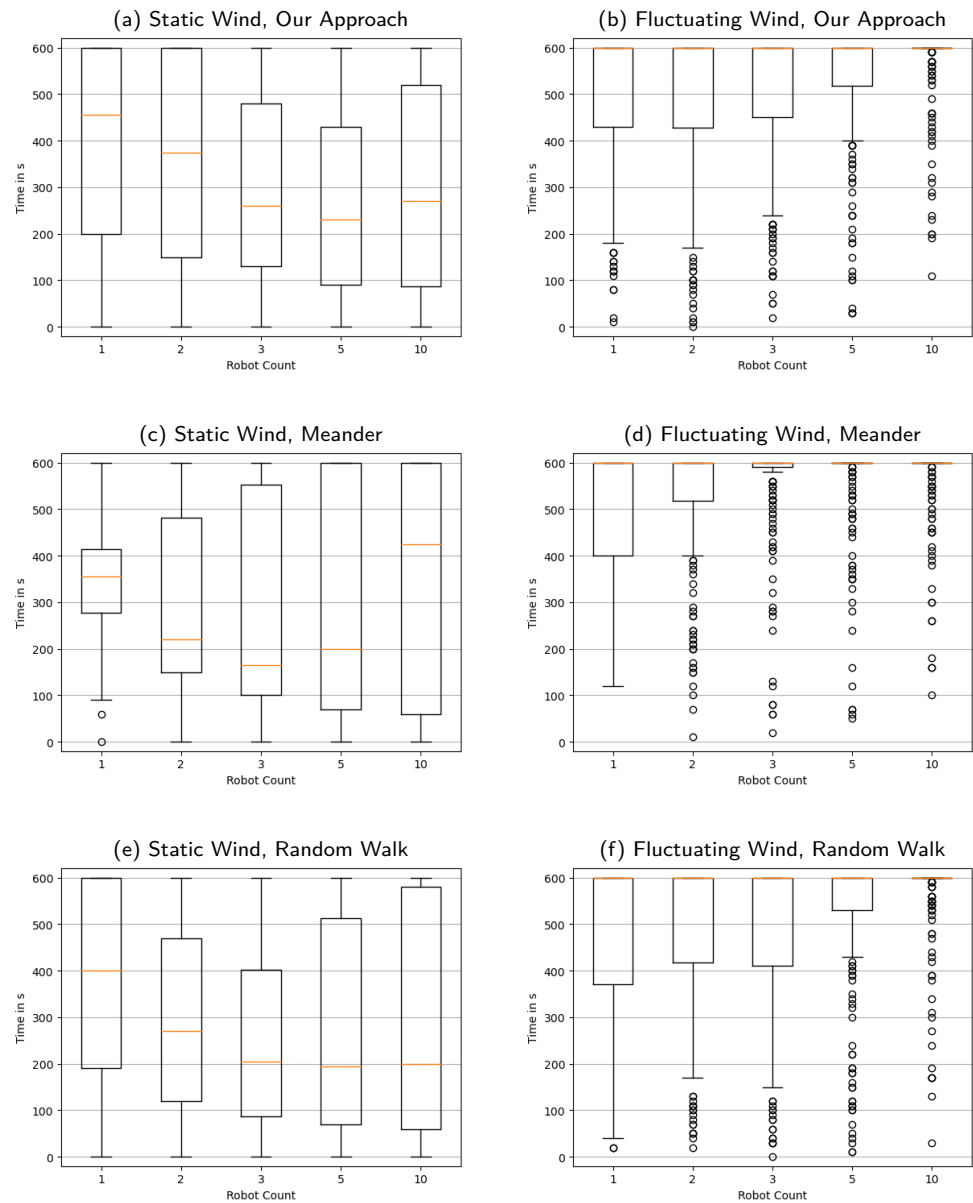 (a) Static Wind, Our Approach
600
500
400
300
200
100
0
Time in s
1 2 3 5 10
Robot Count
(b) Fluctuating Wind, Our Approach
600
500
400
300
200
100
0
Time in s
1 2 3 5 10
Robot Count
(c) Static Wind, Meander
600
500
400
300
200
100
0
Time in s
1 2 3 5 10
Robot Count
(d) Fluctuating Wind, Meander
600
500
400
300
200
100
0
Time in s
1 2 3 5 10
Robot Count
(e) Static Wind, Random Walk
600
500
400
300
200
100
0
Time in s
1 2 3 5 10
Robot Count
(f) Fluctuating Wind, Random Walk
600
500
400
300
200
100
0
Time in s
1 2 3 5 10
Robot Count